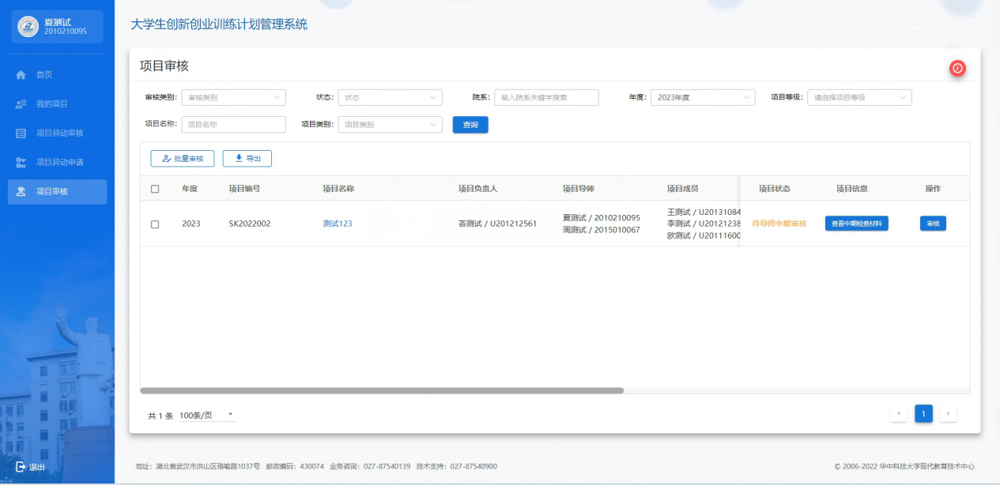 夏测试
2010210095
首页
我的项目
项目异动审核
项目异动申请
项目审核
退出
大学生创新创业训练计划管理系统
项目审核
审核类别: 审核类别 状态: 状态 院系: 输入院系关键字搜索 年度: 2023年度 项目等级: 请选择项目等级
项目名称: 项目名称 项目类别: 项目类别 查询
批量审核 导出
年度 项目编号 项目名称 项目负责人 项目导师 项目成员 项目状态 项目信息 操作
2023 SK2022002 测试123 吝测试 / U201212561 夏测试 / 2010210095 王测试 / U20131084 待导师中期审核 查看中期检查材料 审核
周测试 / 2015010067 李测试 / U20121238
欧测试 / U20111600
共 1 条 100条/页 1
地址: 湖北省武汉市洪山区珞喻路1037号 邮政编码: 430074 业务咨询: 027-87540139 技术支持: 027-87540900 © 2006-2022 华中科技大学现代教育技术中心